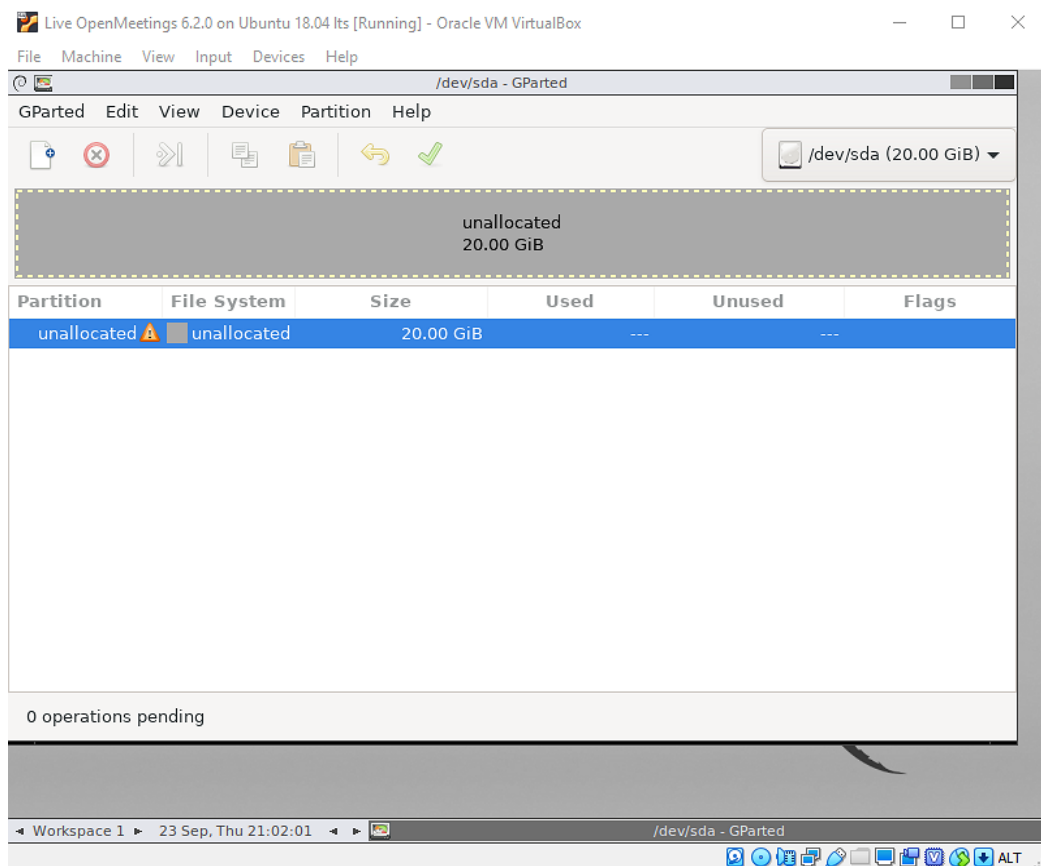 Live OpenMeetings 6.2.0 on Ubuntu 18.04 lts [Running] - Oracle VM VirtualBox
File Machine View Input Devices Help
/dev/sda - GParted
GParted Edit View Device Partition Help
/dev/sda (20.00 GiB)
unallocated
20.00 GiB
Partition File System Size Used Unused Flags
unallocated unallocated 20.00 GiB --- ---
0 operations pending
Workspace 1 23 Sep, Thu 21:02:01 /dev/sda - GParted
ALT